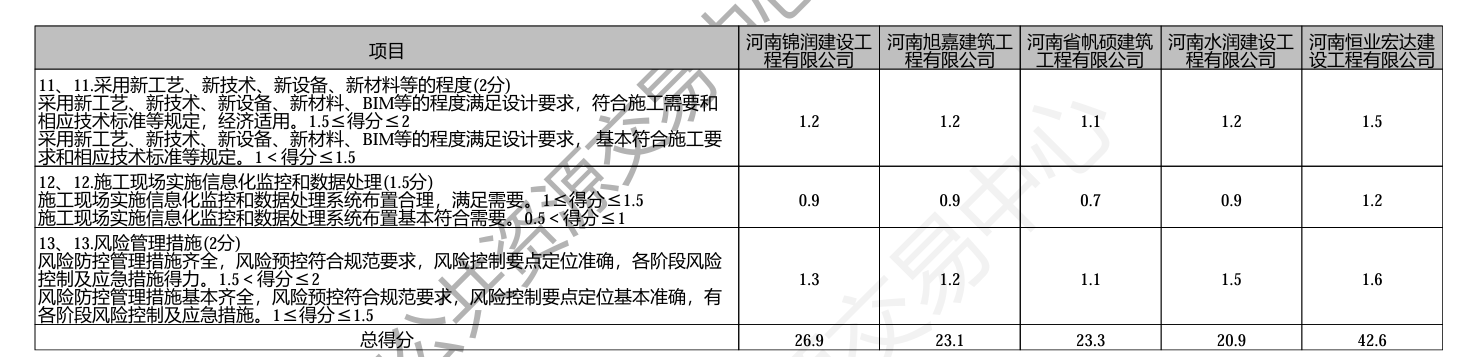 项目
河南锦润建设工
程有限公司
河南旭嘉建筑工
程有限公司
河南省帆硕建筑
工程有限公司
河南水润建设工
程有限公司
河南恒业宏达建
设工程有限公司
11、11.采用新工艺、新技术、新设备、新材料等的程度(2分)
采用新工艺、新技术、新设备、新材料、BIM等的程度满足设计要求，符合施工需要和
相应技术标准等规定，经济适用。1.5≤得分≤2
采用新工艺、新技术、新设备、新材料、BIM等的程度满足设计要求，基本符合施工要
求和相应技术标准等规定。1＜得分≤1.5
1.2
1.2
1.1
1.2
1.5
12、12.施工现场实施信息化监控和数据处理(1.5分)
施工现场实施信息化监控和数据处理系统布置合理，满足需要。1≤得分≤1.5
施工现场实施信息化监控和数据处理系统布置基本符合需要。0.5＜得分≤1
0.9
0.9
0.7
0.9
1.2
13、13.风险管理措施(2分)
风险防控管理措施齐全，风险预控符合规范要求，风险控制要点定位准确，各阶段风险
控制及应急措施得力。1.5＜得分≤2
风险防控管理措施基本齐全，风险预控符合规范要求，风险控制要点定位基本准确，有
各阶段风险控制及应急措施。1≤得分≤1.5
1.3
1.2
1.1
1.5
1.6
总得分
26.9
23.1
23.3
20.9
42.6
公共资源交易中心
交易中心